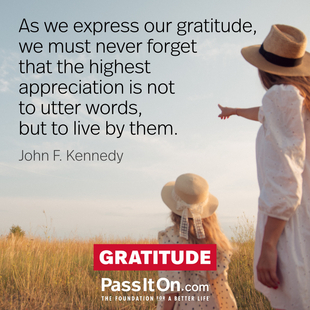 As we express our gratitude,
we must never forget
that the highest
appreciation is not
to utter words,
but to live by them.
John F. Kennedy
GRATITUDE
PassItOn.com
THE FOUNDATION FOR A BETTER LIFE